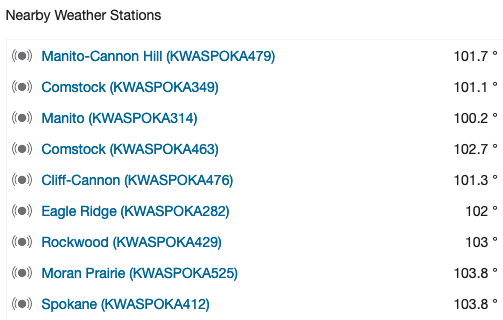 Nearby Weather Stations
Manito-Cannon Hill (KWASPOKA479) 101.7 °
Comstock (KWASPOKA349) 101.1 °
Manito (KWASPOKA314) 100.2 °
Comstock (KWASPOKA463) 102.7 °
Cliff-Cannon (KWASPOKA476) 101.3 °
Eagle Ridge (KWASPOKA282) 102 °
Rockwood (KWASPOKA429) 103 °
Moran Prairie (KWASPOKA525) 103.8 °
Spokane (KWASPOKA412) 103.8 °